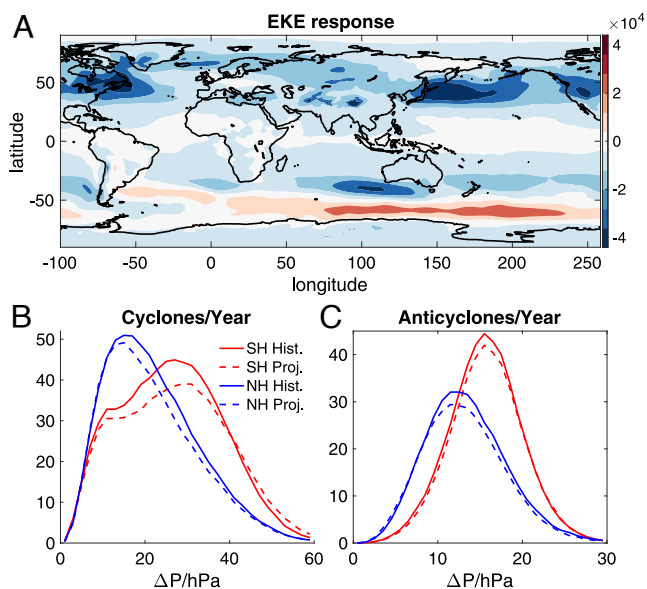 A
EKE response
×10⁴
4
2
0
-2
-4
latitude
50
0
-50
-100
-50
0
50
100
150
200
250
longitude
B
Cyclones/Year
50
40
30
20
10
0
0
20
40
60
ΔP/hPa
SH Hist.
SH Proj.
NH Hist.
NH Proj.
C
Anticyclones/Year
40
30
20
10
0
0
10
20
30
ΔP/hPa